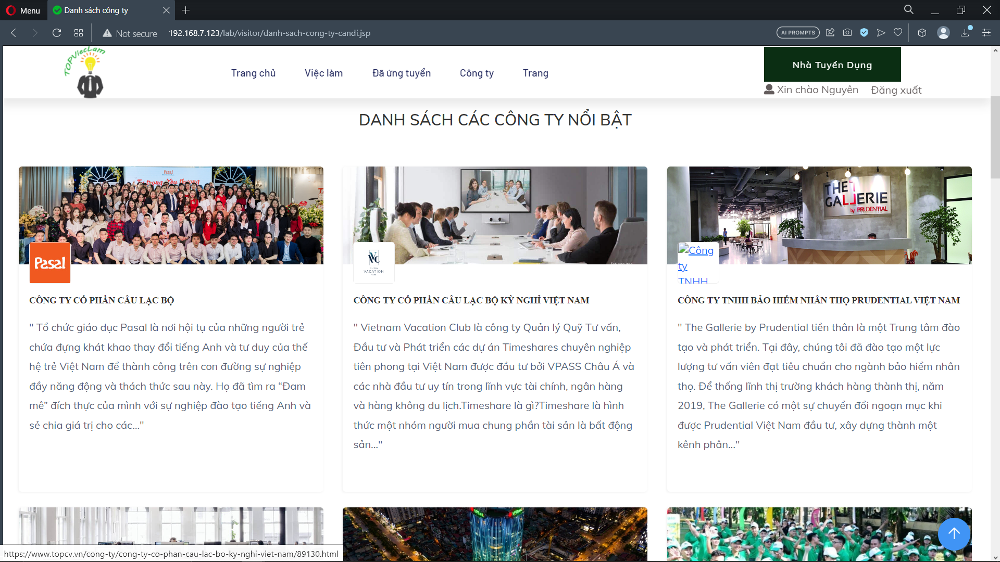 Menu
Danh sách công ty
Not secure
192.168.7.123/lab/visitor/danh-sach-cong-ty-candi.jsp
AI PROMPTS
TOPViecLam
Trang chủ
Việc làm
Đã ứng tuyển
Công ty
Trang
Nhà Tuyển Dụng
Xin chào Nguyên
Đăng xuất
DANH SÁCH CÁC CÔNG TY NỔI BẬT
Pasal
Pasal
CÔNG TY CỔ PHẦN CÂU LẠC BỘ
" Tổ chức giáo dục Pasal là nơi hội tụ của những người trẻ
chứa đựng khát khao thay đổi tiếng Anh và tư duy của thế
hệ trẻ Việt Nam để thành công trên con đường sự nghiệp
đầy năng động và thách thức sau này. Họ đã tìm ra “Đam
mê” đích thực của mình với sự nghiệp đào tạo tiếng Anh và
sẻ chia giá trị cho các..."
VC
VACATION
CÔNG TY CỔ PHẦN CÂU LẠC BỘ KỲ NGHỈ VIỆT NAM
" Vietnam Vacation Club là công ty Quản lý Quỹ Tư vấn,
Đầu tư và Phát triển các dự án Timeshares chuyên nghiệp
tiên phong tại Việt Nam được đầu tư bởi VPASS Châu Á và
các nhà đầu tư uy tín trong lĩnh vực tài chính, ngân hàng
và hàng không du lịch.Timeshare là gì?Timeshare là hình
thức một nhóm người mua chung phần tài sản là bất động
sản..."
THE
GALLERIE
by PRUDENTIAL
Công
ty
TNHH
CÔNG TY TNHH BẢO HIỂM NHÂN THỌ PRUDENTIAL VIỆT NAM
" The Gallerie by Prudential tiền thân là một Trung tâm đào
tạo và phát triển. Tại đây, chúng tôi đã đào tạo một lực
lượng tư vấn viên đạt tiêu chuẩn cho ngành bảo hiểm nhân
thọ. Để thống lĩnh thị trường khách hàng thành thị, năm
2019, The Gallerie có một sự chuyển đổi ngoạn mục khi
được Prudential Việt Nam đầu tư, xây dựng thành một
kênh phân..."
https://www.topcv.vn/cong-ty/cong-ty-co-phan-cau-lac-bo-ky-nghi-viet-nam/89130.html